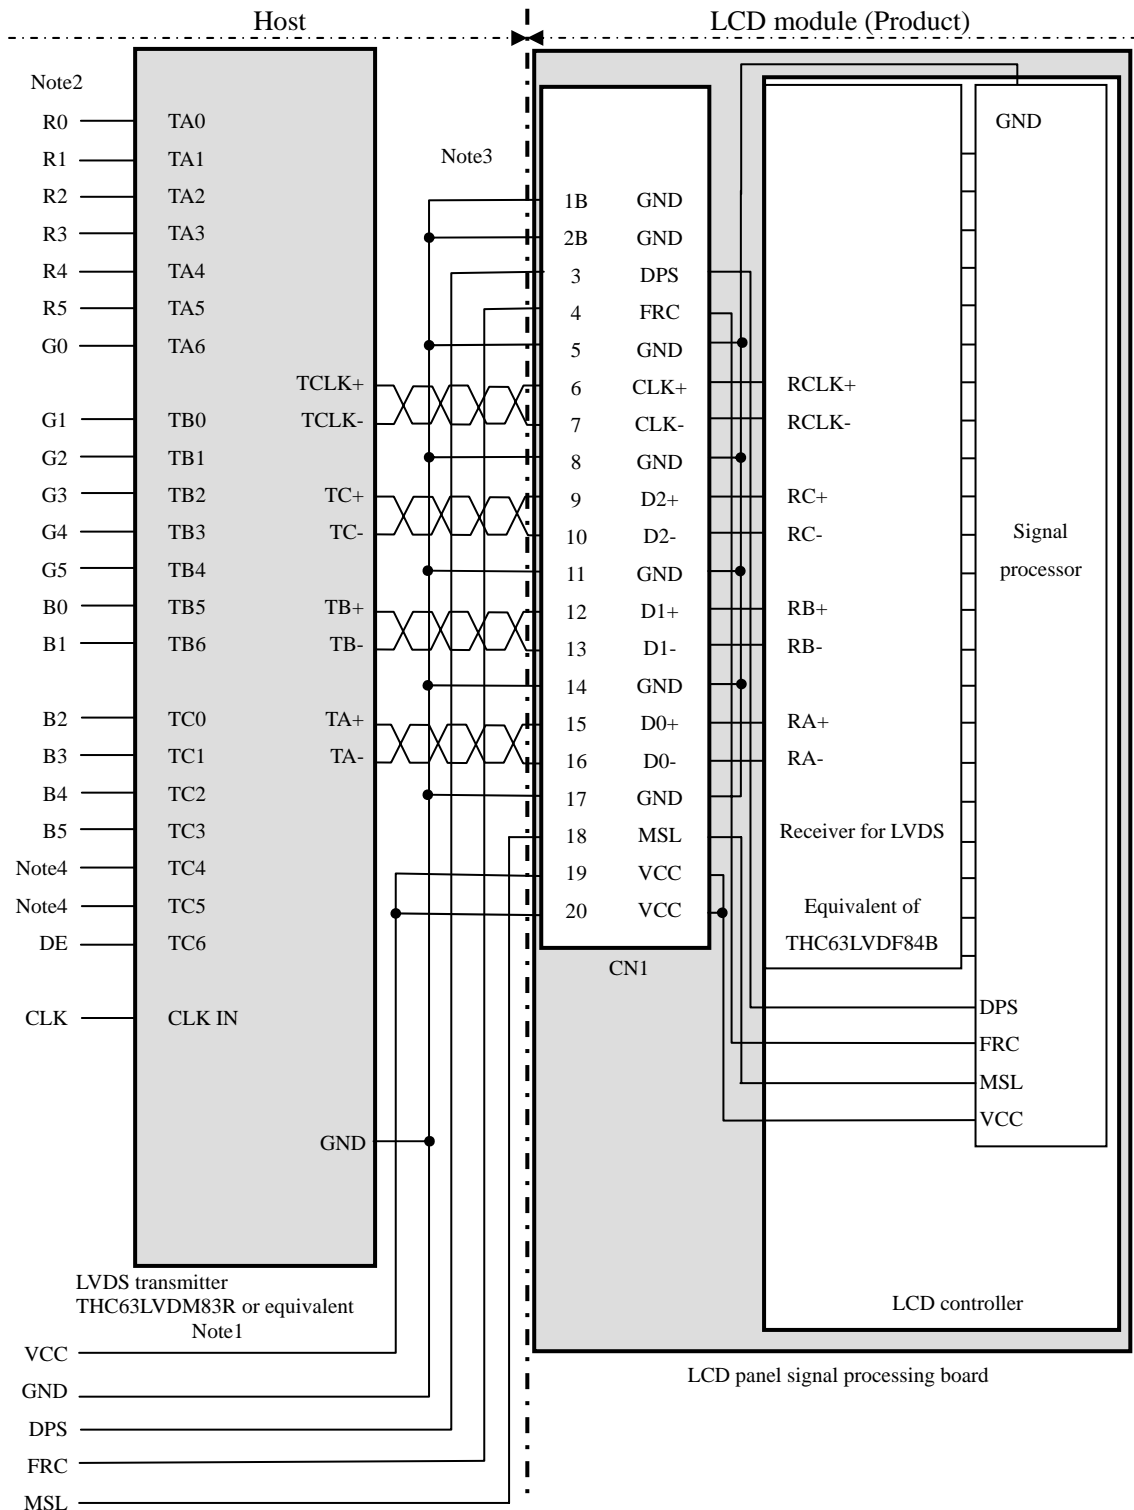 Host
LCD module (Product)
Note2
R0 TA0
R1 TA1
R2 TA2
R3 TA3
R4 TA4
R5 TA5
G0 TA6
TCLK+
G1 TB0 TCLK-
G2 TB1
G3 TB2 TC+
G4 TB3 TC-
G5 TB4
B0 TB5 TB+
B1 TB6 TB-
B2 TC0 TA+
B3 TC1 TA-
B4 TC2
B5 TC3
Note4 TC4
Note4 TC5
DE TC6
CLK CLK IN
GND
LVDS transmitter
THC63LVDM83R or equivalent
Note1
VCC
GND
DPS
FRC
MSL
Note3
1B GND
2B GND
3 DPS
4 FRC
5 GND
6 CLK+
7 CLK-
8 GND
9 D2+
10 D2-
11 GND
12 D1+
13 D1-
14 GND
15 D0+
16 D0-
17 GND
18 MSL
19 VCC
20 VCC
CN1
RCLK+
RCLK-
RC+
RC-
RB+
RB-
RA+
RA-
Receiver for LVDS
Equivalent of
THC63LVDF84B
GND
Signal
processor
DPS
FRC
MSL
VCC
LCD controller
LCD panel signal processing board